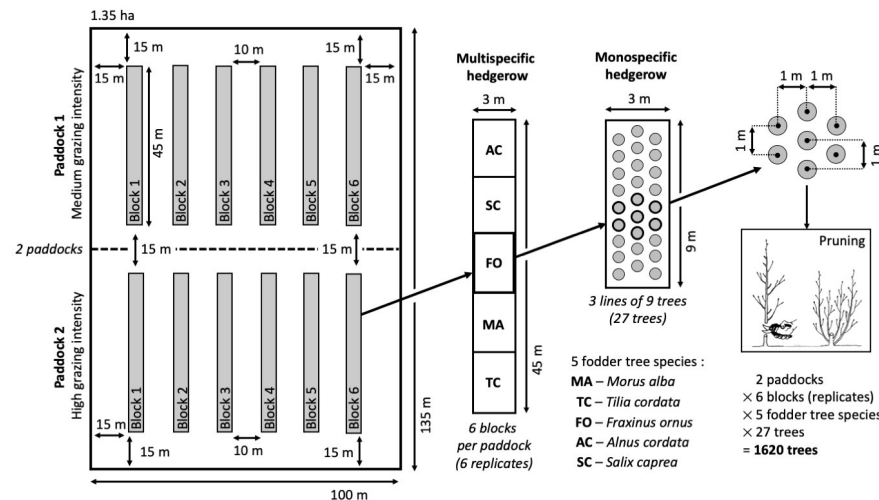 1.35 ha
15 m
15 m
10 m
15 m
15 m
45 m
Paddock 1
Medium grazing intensity
Block 1
Block 2
Block 3
Block 4
Block 5
Block 6
2 paddocks
15 m
15 m
Paddock 2
High grazing intensity
Block 1
Block 2
Block 3
Block 4
Block 5
Block 6
15 m
15 m
10 m
15 m
135 m
100 m
Multispecific
hedgerow
3 m
AC
SC
FO
MA
TC
45 m
6 blocks
per paddock
(6 replicates)
Monospecific
hedgerow
3 m
9 m
3 lines of 9 trees
(27 trees)
5 fodder tree species :
MA – Morus alba
TC – Tilia cordata
FO – Fraxinus ornus
AC – Alnus cordata
SC – Salix caprea
1 m
1 m
1 m
1 m
Pruning
2 paddocks
× 6 blocks (replicates)
× 5 fodder tree species
× 27 trees
= 1620 trees